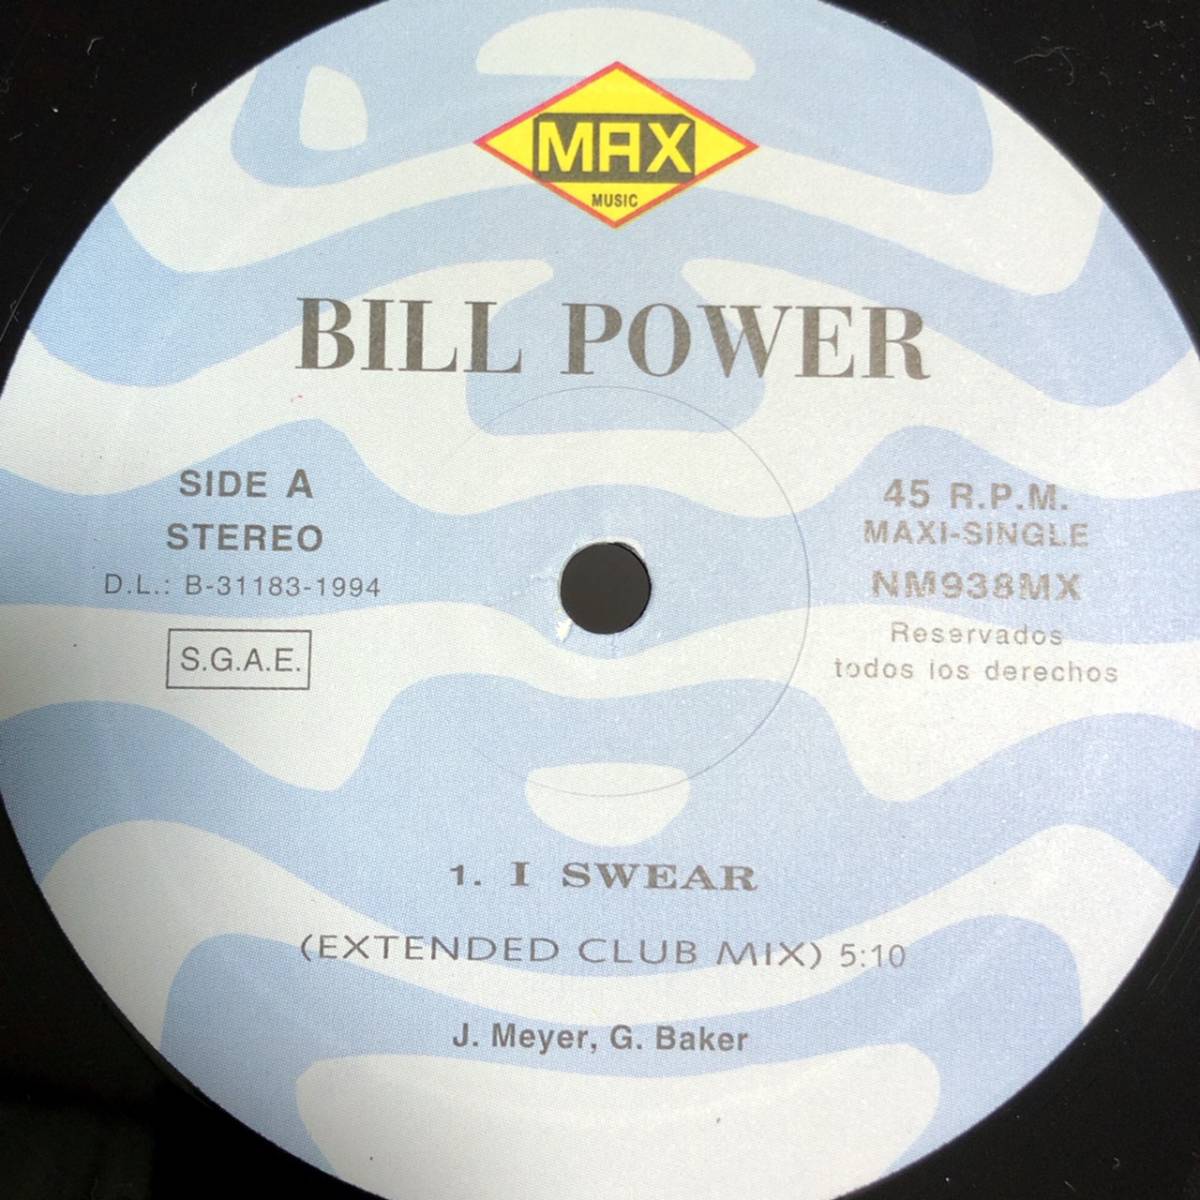 MAX
MUSIC
BILL POWER
SIDE A
STEREO
D.L.: B-31183-1994
S.G.A.E.
45 R.P.M.
MAXI-SINGLE
NM938MX
Reservados
todos los derechos
1. I SWEAR
(EXTENDED CLUB MIX) 5:10
J. Meyer, G. Baker